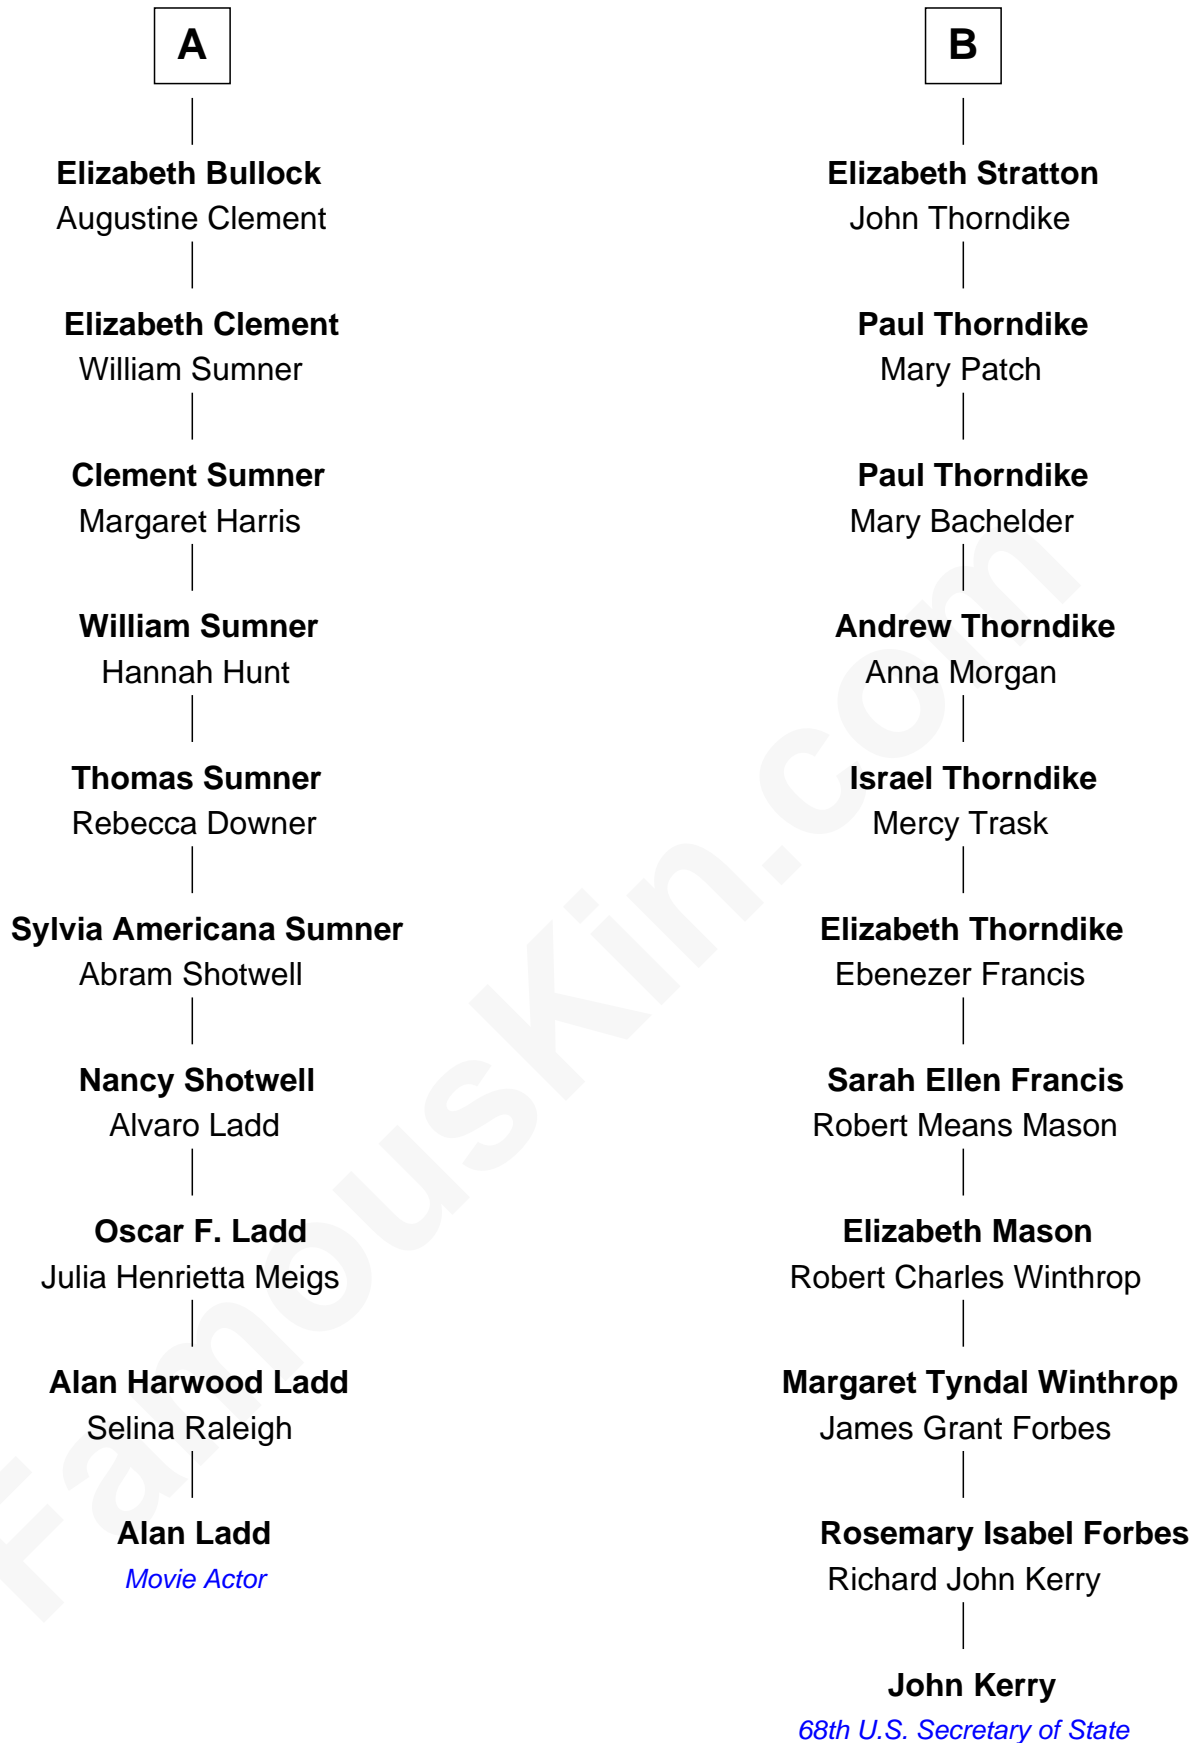 A
Elizabeth Bullock
Augustine Clement
Elizabeth Clement
William Sumner
Clement Sumner
Margaret Harris
William Sumner
Hannah Hunt
Thomas Sumner
Rebecca Downer
Sylvia Americana Sumner
Abram Shotwell
Nancy Shotwell
Alvaro Ladd
Oscar F. Ladd
Julia Henrietta Meigs
Alan Harwood Ladd
Selina Raleigh
Alan Ladd
Movie Actor
B
Elizabeth Stratton
John Thorndike
Paul Thorndike
Mary Patch
Paul Thorndike
Mary Bachelder
Andrew Thorndike
Anna Morgan
Israel Thorndike
Mercy Trask
Elizabeth Thorndike
Ebenezer Francis
Sarah Ellen Francis
Robert Means Mason
Elizabeth Mason
Robert Charles Winthrop
Margaret Tyndal Winthrop
James Grant Forbes
Rosemary Isabel Forbes
Richard John Kerry
John Kerry
68th U.S. Secretary of State
FamousKin.com